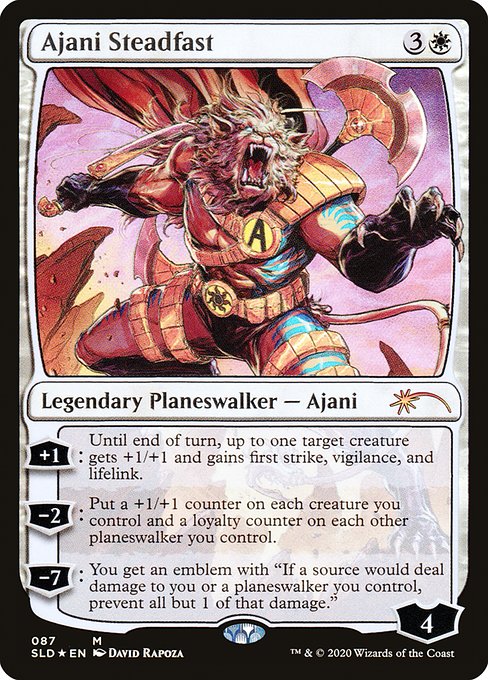 Ajani Steadfast 3
A
Legendary Planeswalker — Ajani
+1: Until end of turn, up to one target creature
gets +1/+1 and gains first strike, vigilance, and
lifelink.
-2: Put a +1/+1 counter on each creature you
control and a loyalty counter on each other
planeswalker you control.
-7: You get an emblem with “If a source would deal
damage to you or a planeswalker you control,
prevent all but 1 of that damage.”
4
087 M
SLD★EN DAVID RAPOZA
™ & © 2020 Wizards of the Coast